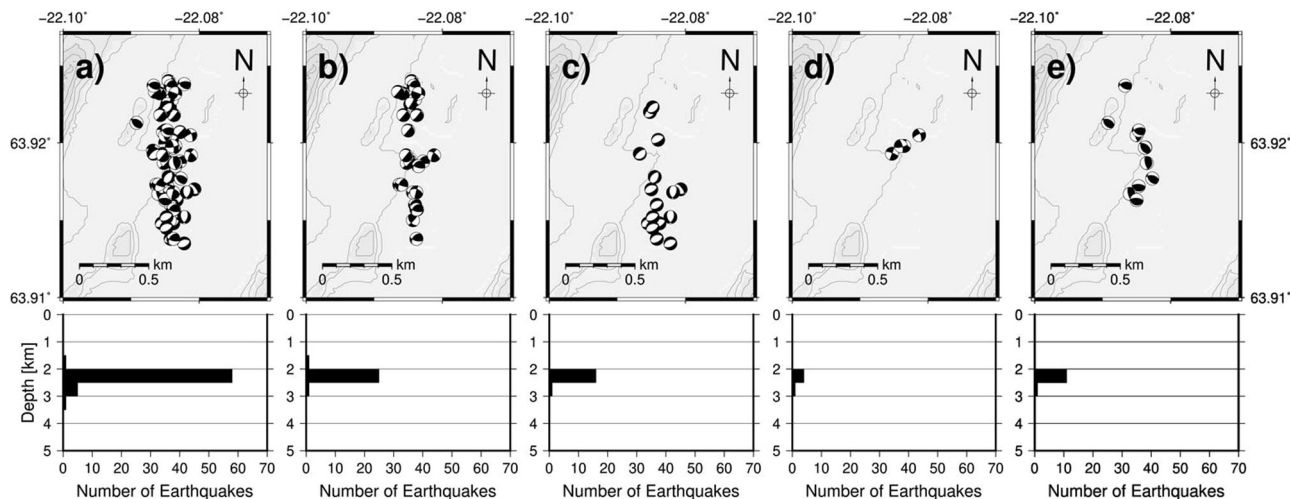 −22.10° −22.08° −22.10° −22.08° −22.10° −22.08° −22.10° −22.08° −22.10° −22.08°
a) N b) N c) N d) N e) N
63.92° 63.92°
km km km km km
0 0.5 0 0.5 0 0.5 0 0.5 0 0.5
63.91° 63.91°
0 0 0 0 0 0
1 1 1 1 1 1
2 2 2 2 2 2
3 3 3 3 3 3
4 4 4 4 4 4
5 5 5 5 5 5
Depth [km]
0 10 20 30 40 50 60 70 0 10 20 30 40 50 60 70 0 10 20 30 40 50 60 70 0 10 20 30 40 50 60 70 0 10 20 30 40 50 60 70
Number of Earthquakes Number of Earthquakes Number of Earthquakes Number of Earthquakes Number of Earthquakes